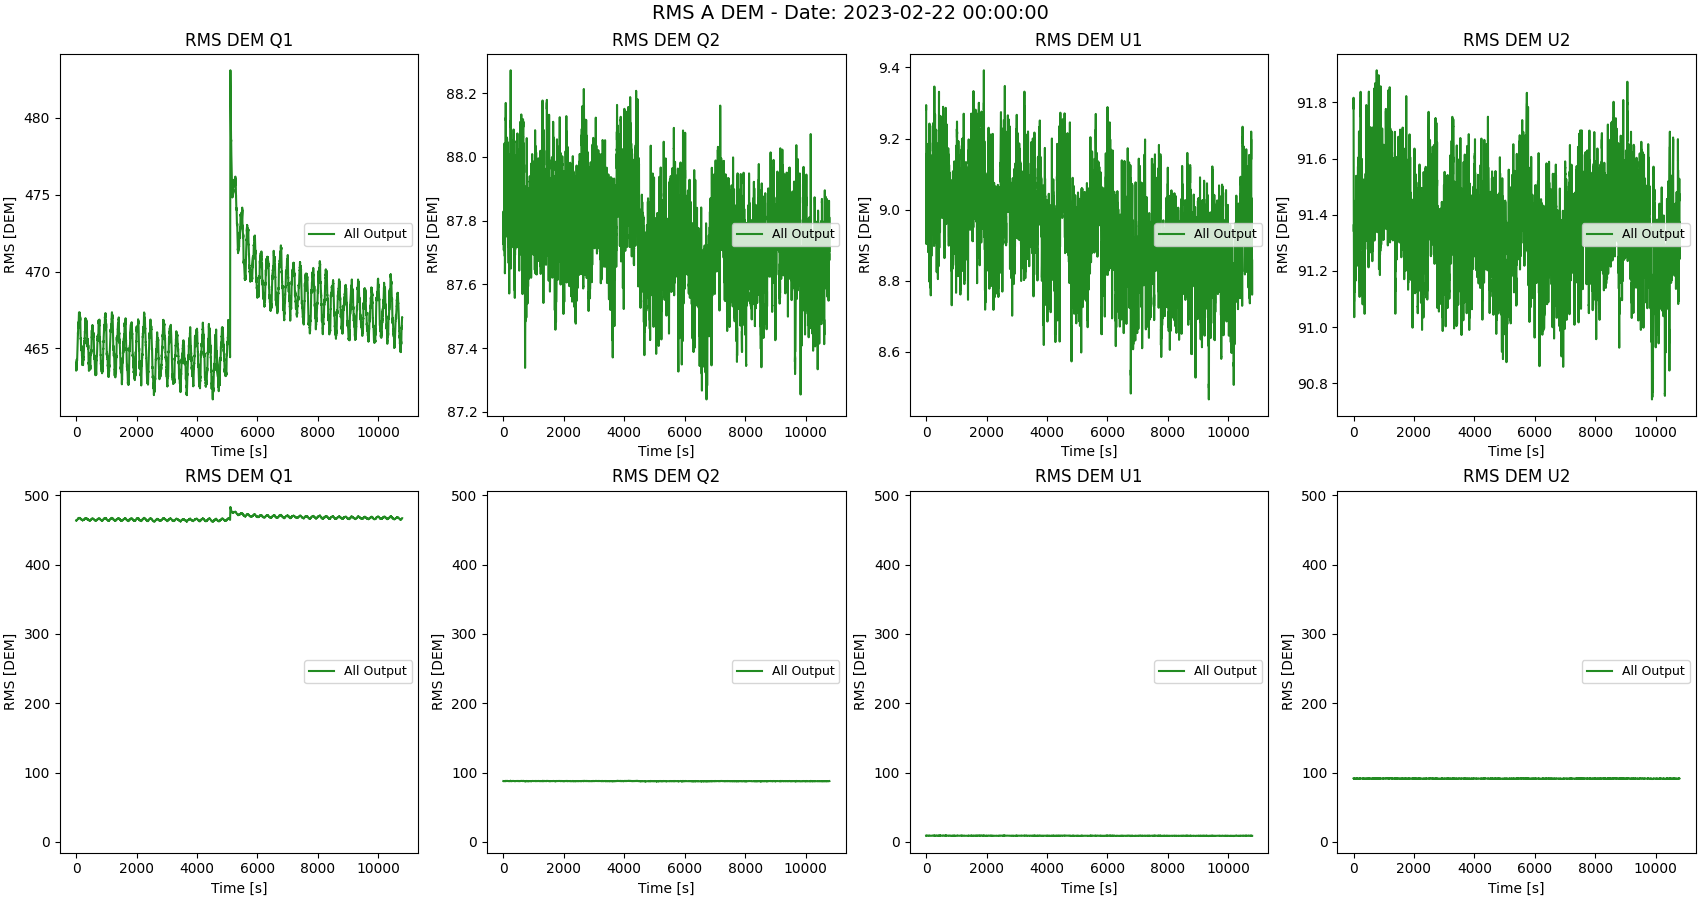 RMS A DEM - Date: 2023-02-22 00:00:00
RMS DEM Q1
RMS [DEM]
480
475
470
465
0 2000 4000 6000 8000 10000
Time [s]
All Output
RMS DEM Q2
RMS [DEM]
88.2
88.0
87.8
87.6
87.4
87.2
0 2000 4000 6000 8000 10000
Time [s]
All Output
RMS DEM U1
RMS [DEM]
9.4
9.2
9.0
8.8
8.6
0 2000 4000 6000 8000 10000
Time [s]
All Output
RMS DEM U2
RMS [DEM]
91.8
91.6
91.4
91.2
91.0
90.8
0 2000 4000 6000 8000 10000
Time [s]
All Output
RMS DEM Q1
RMS [DEM]
500
400
300
200
100
0
0 2000 4000 6000 8000 10000
Time [s]
All Output
RMS DEM Q2
RMS [DEM]
500
400
300
200
100
0
0 2000 4000 6000 8000 10000
Time [s]
All Output
RMS DEM U1
RMS [DEM]
500
400
300
200
100
0
0 2000 4000 6000 8000 10000
Time [s]
All Output
RMS DEM U2
RMS [DEM]
500
400
300
200
100
0
0 2000 4000 6000 8000 10000
Time [s]
All Output